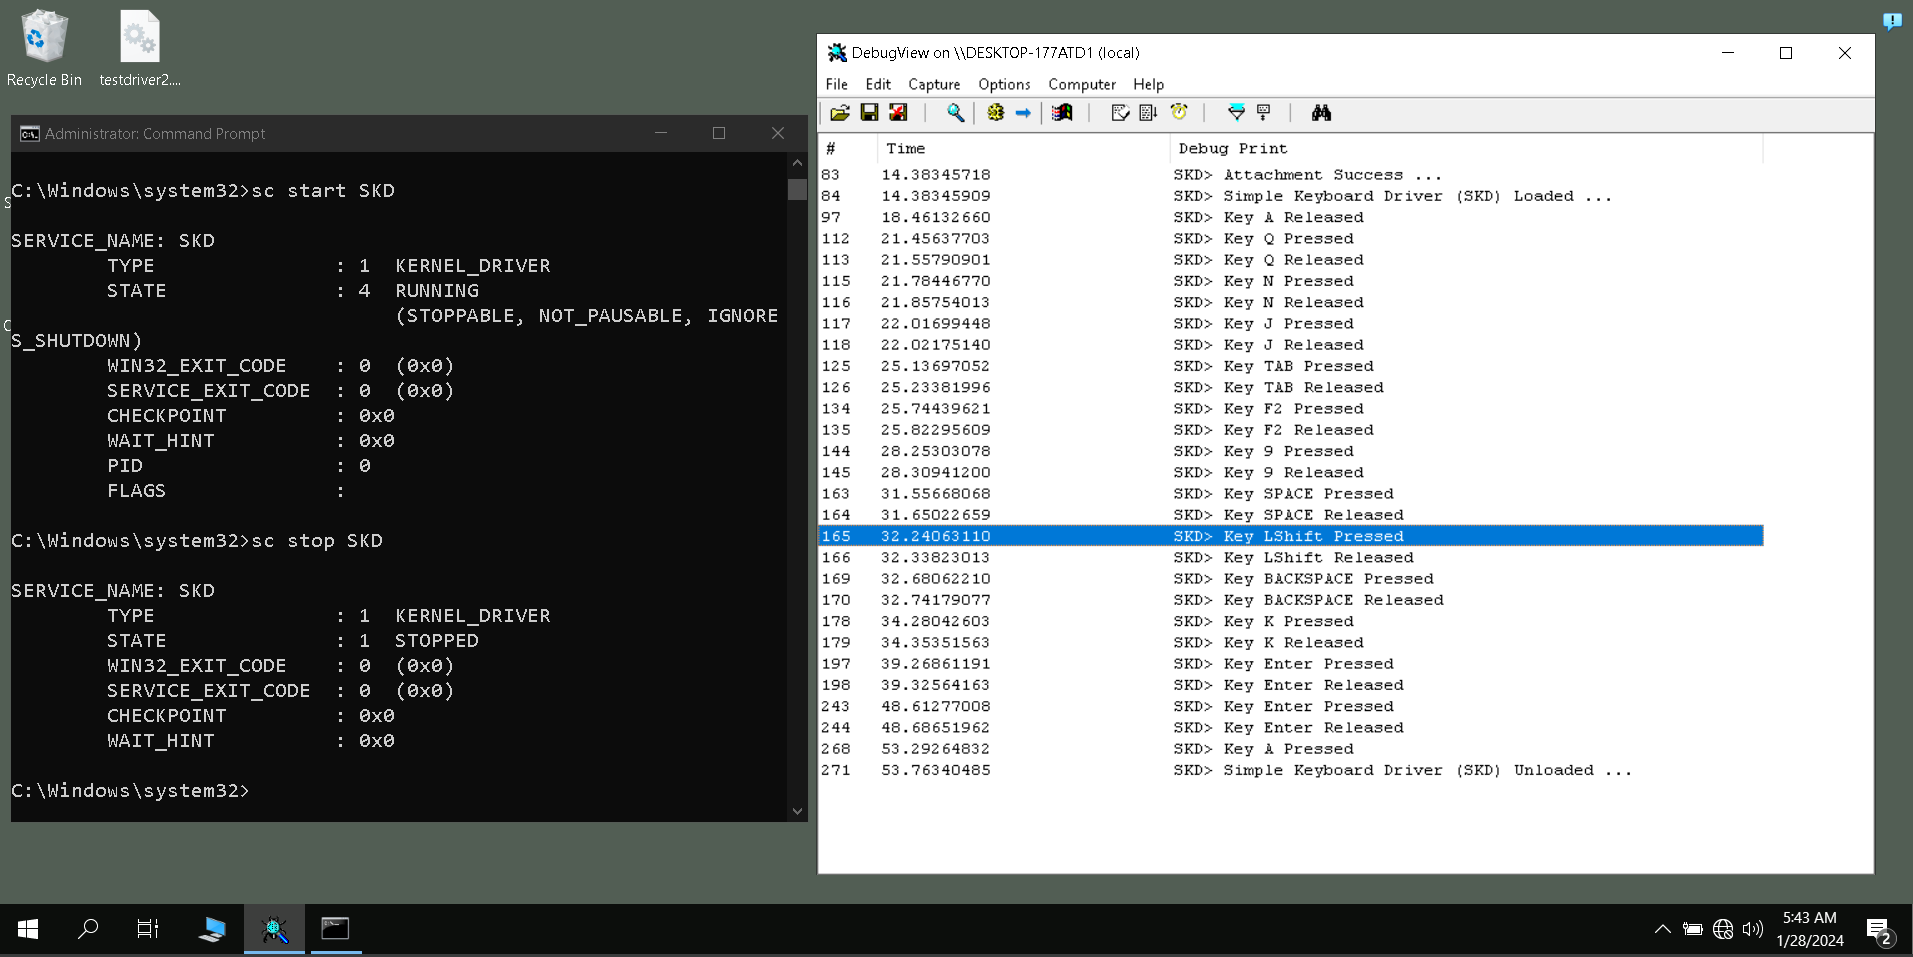 Recycle Bin
testdriver2....
Administrator: Command Prompt
C:\Windows\system32>sc start SKD
SERVICE_NAME: SKD
TYPE : 1 KERNEL_DRIVER
STATE : 4 RUNNING
(STOPPABLE, NOT_PAUSABLE, IGNORE
S_SHUTDOWN)
WIN32_EXIT_CODE : 0 (0x0)
SERVICE_EXIT_CODE : 0 (0x0)
CHECKPOINT : 0x0
WAIT_HINT : 0x0
PID : 0
FLAGS :
C:\Windows\system32>sc stop SKD
SERVICE_NAME: SKD
TYPE : 1 KERNEL_DRIVER
STATE : 1 STOPPED
WIN32_EXIT_CODE : 0 (0x0)
SERVICE_EXIT_CODE : 0 (0x0)
CHECKPOINT : 0x0
WAIT_HINT : 0x0
C:\Windows\system32>
DebugView on \\DESKTOP-177ATD1 (local)
File Edit Capture Options Computer Help
# Time Debug Print
83 14.38345718 SKD> Attachment Success ...
84 14.38345909 SKD> Simple Keyboard Driver (SKD) Loaded ...
97 18.46132660 SKD> Key A Released
112 21.45637703 SKD> Key Q Pressed
113 21.55790901 SKD> Key Q Released
115 21.78446770 SKD> Key N Pressed
116 21.85754013 SKD> Key N Released
117 22.01699448 SKD> Key J Pressed
118 22.02175140 SKD> Key J Released
125 25.13697052 SKD> Key TAB Pressed
126 25.23381996 SKD> Key TAB Released
134 25.74439621 SKD> Key F2 Pressed
135 25.82295609 SKD> Key F2 Released
144 28.25303078 SKD> Key 9 Pressed
145 28.30941200 SKD> Key 9 Released
163 31.55668068 SKD> Key SPACE Pressed
164 31.65022659 SKD> Key SPACE Released
165 32.24063110 SKD> Key LShift Pressed
166 32.33823013 SKD> Key LShift Released
169 32.68062210 SKD> Key BACKSPACE Pressed
170 32.74179077 SKD> Key BACKSPACE Released
178 34.28042603 SKD> Key K Pressed
179 34.35351563 SKD> Key K Released
197 39.26861191 SKD> Key Enter Pressed
198 39.32564163 SKD> Key Enter Released
243 48.61277008 SKD> Key Enter Pressed
244 48.68651962 SKD> Key Enter Released
268 53.29264832 SKD> Key A Pressed
271 53.76340485 SKD> Simple Keyboard Driver (SKD) Unloaded ...
5:43 AM
1/28/2024
2